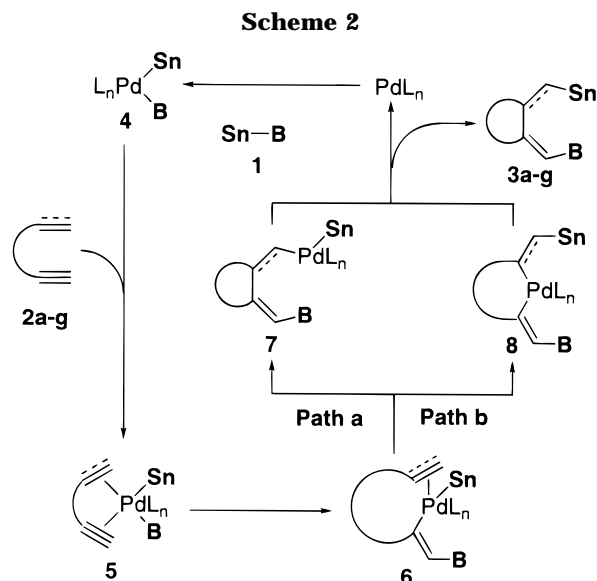 Scheme 2
LnPd Sn B
4
PdLn
Sn—B
1
Sn
B
3a-g
2a-g
Sn
PdLn
B
7
Sn
PdLn
B
8
Path a
Path b
Sn
PdLn
B
5
Sn
PdLn
B
6